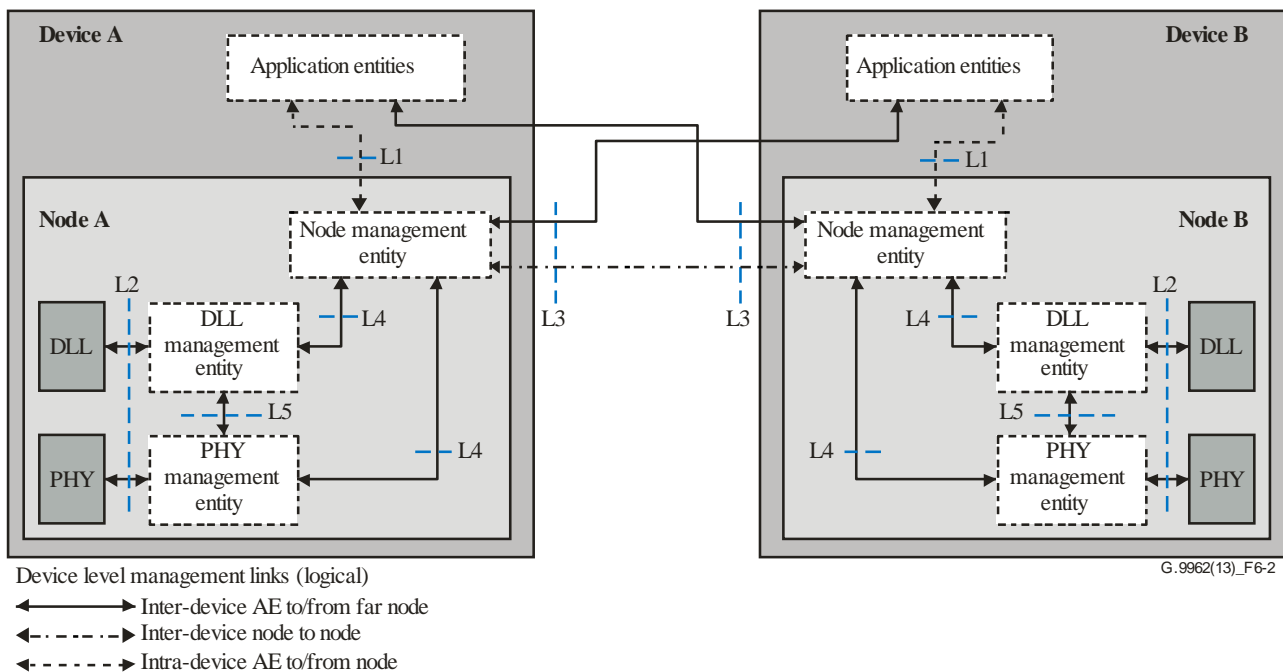 Device A
Application entities
L1
Node A
Node management
entity
L2
DLL
DLL
management
entity
L4
L5
PHY
PHY
management
entity
L4
L3
L3
Device B
Application entities
L1
Node B
Node management
entity
L2
L4
DLL
management
entity
DLL
L5
L4
PHY
management
entity
PHY
G.9962(13)_F6-2
Device level management links (logical)
Inter-device AE to/from far node
Inter-device node to node
Intra-device AE to/from node